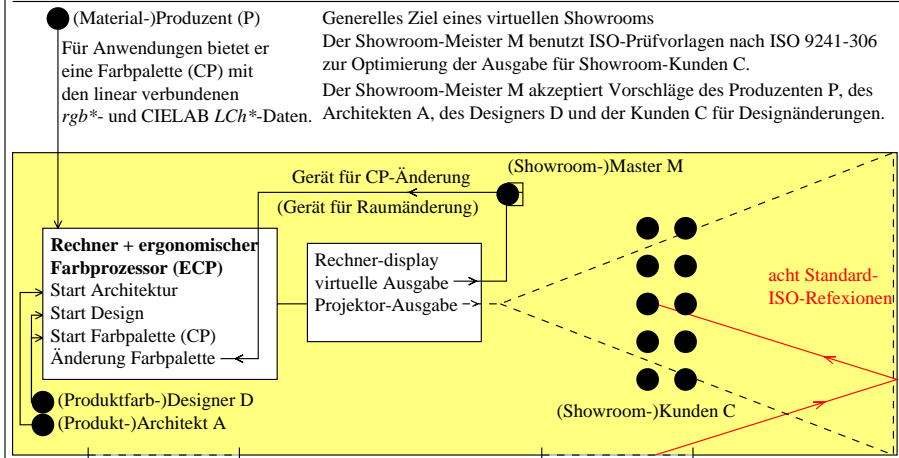 (Material-)Produzent (P)
Für Anwendungen bietet er
eine Farbpalette (CP) mit
den linear verbundenen
rgb*- und CIELAB LCh*-Daten.
Generelles Ziel eines virtuellen Showrooms
Der Showroom-Meister M benutzt ISO-Prüfvorlagen nach ISO 9241-306
zur Optimierung der Ausgabe für Showroom-Kunden C.
Der Showroom-Meister M akzeptiert Vorschläge des Produzenten P, des
Architekten A, des Designers D und der Kunden C für Designänderungen.
(Showroom-)Master M
Gerät für CP-Änderung
(Gerät für Raumänderung)
Rechner + ergonomischer
Farbprozessor (ECP)
Start Architektur
Start Design
Start Farbpalette (CP)
Änderung Farbpalette
Rechner-display
virtuelle Ausgabe
Projektor-Ausgabe
acht Standard-
ISO-Refexionen
(Showroom-)Kunden C
(Produktfarb-)Designer D
(Produkt-)Architekt A